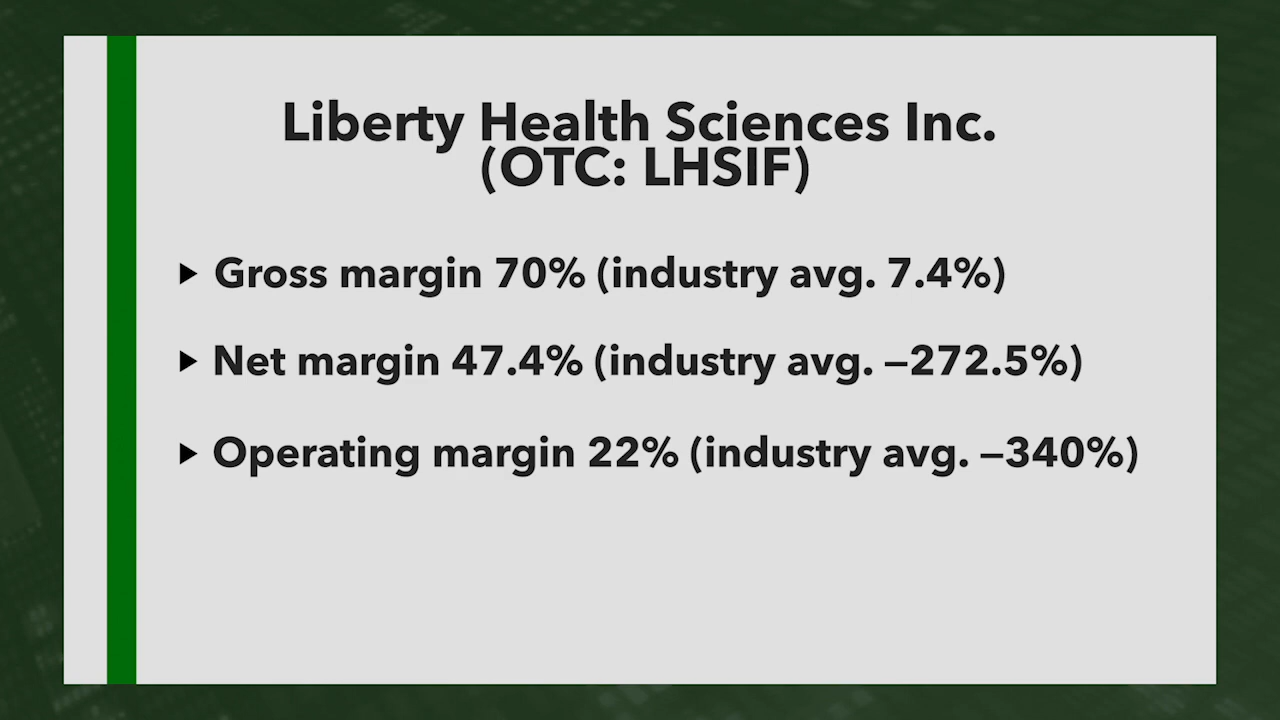 Liberty Health Sciences Inc.
(OTC: LHSIF)
▸ Gross margin 70% (industry avg. 7.4%)
▸ Net margin 47.4% (industry avg. –272.5%)
▸ Operating margin 22% (industry avg. –340%)